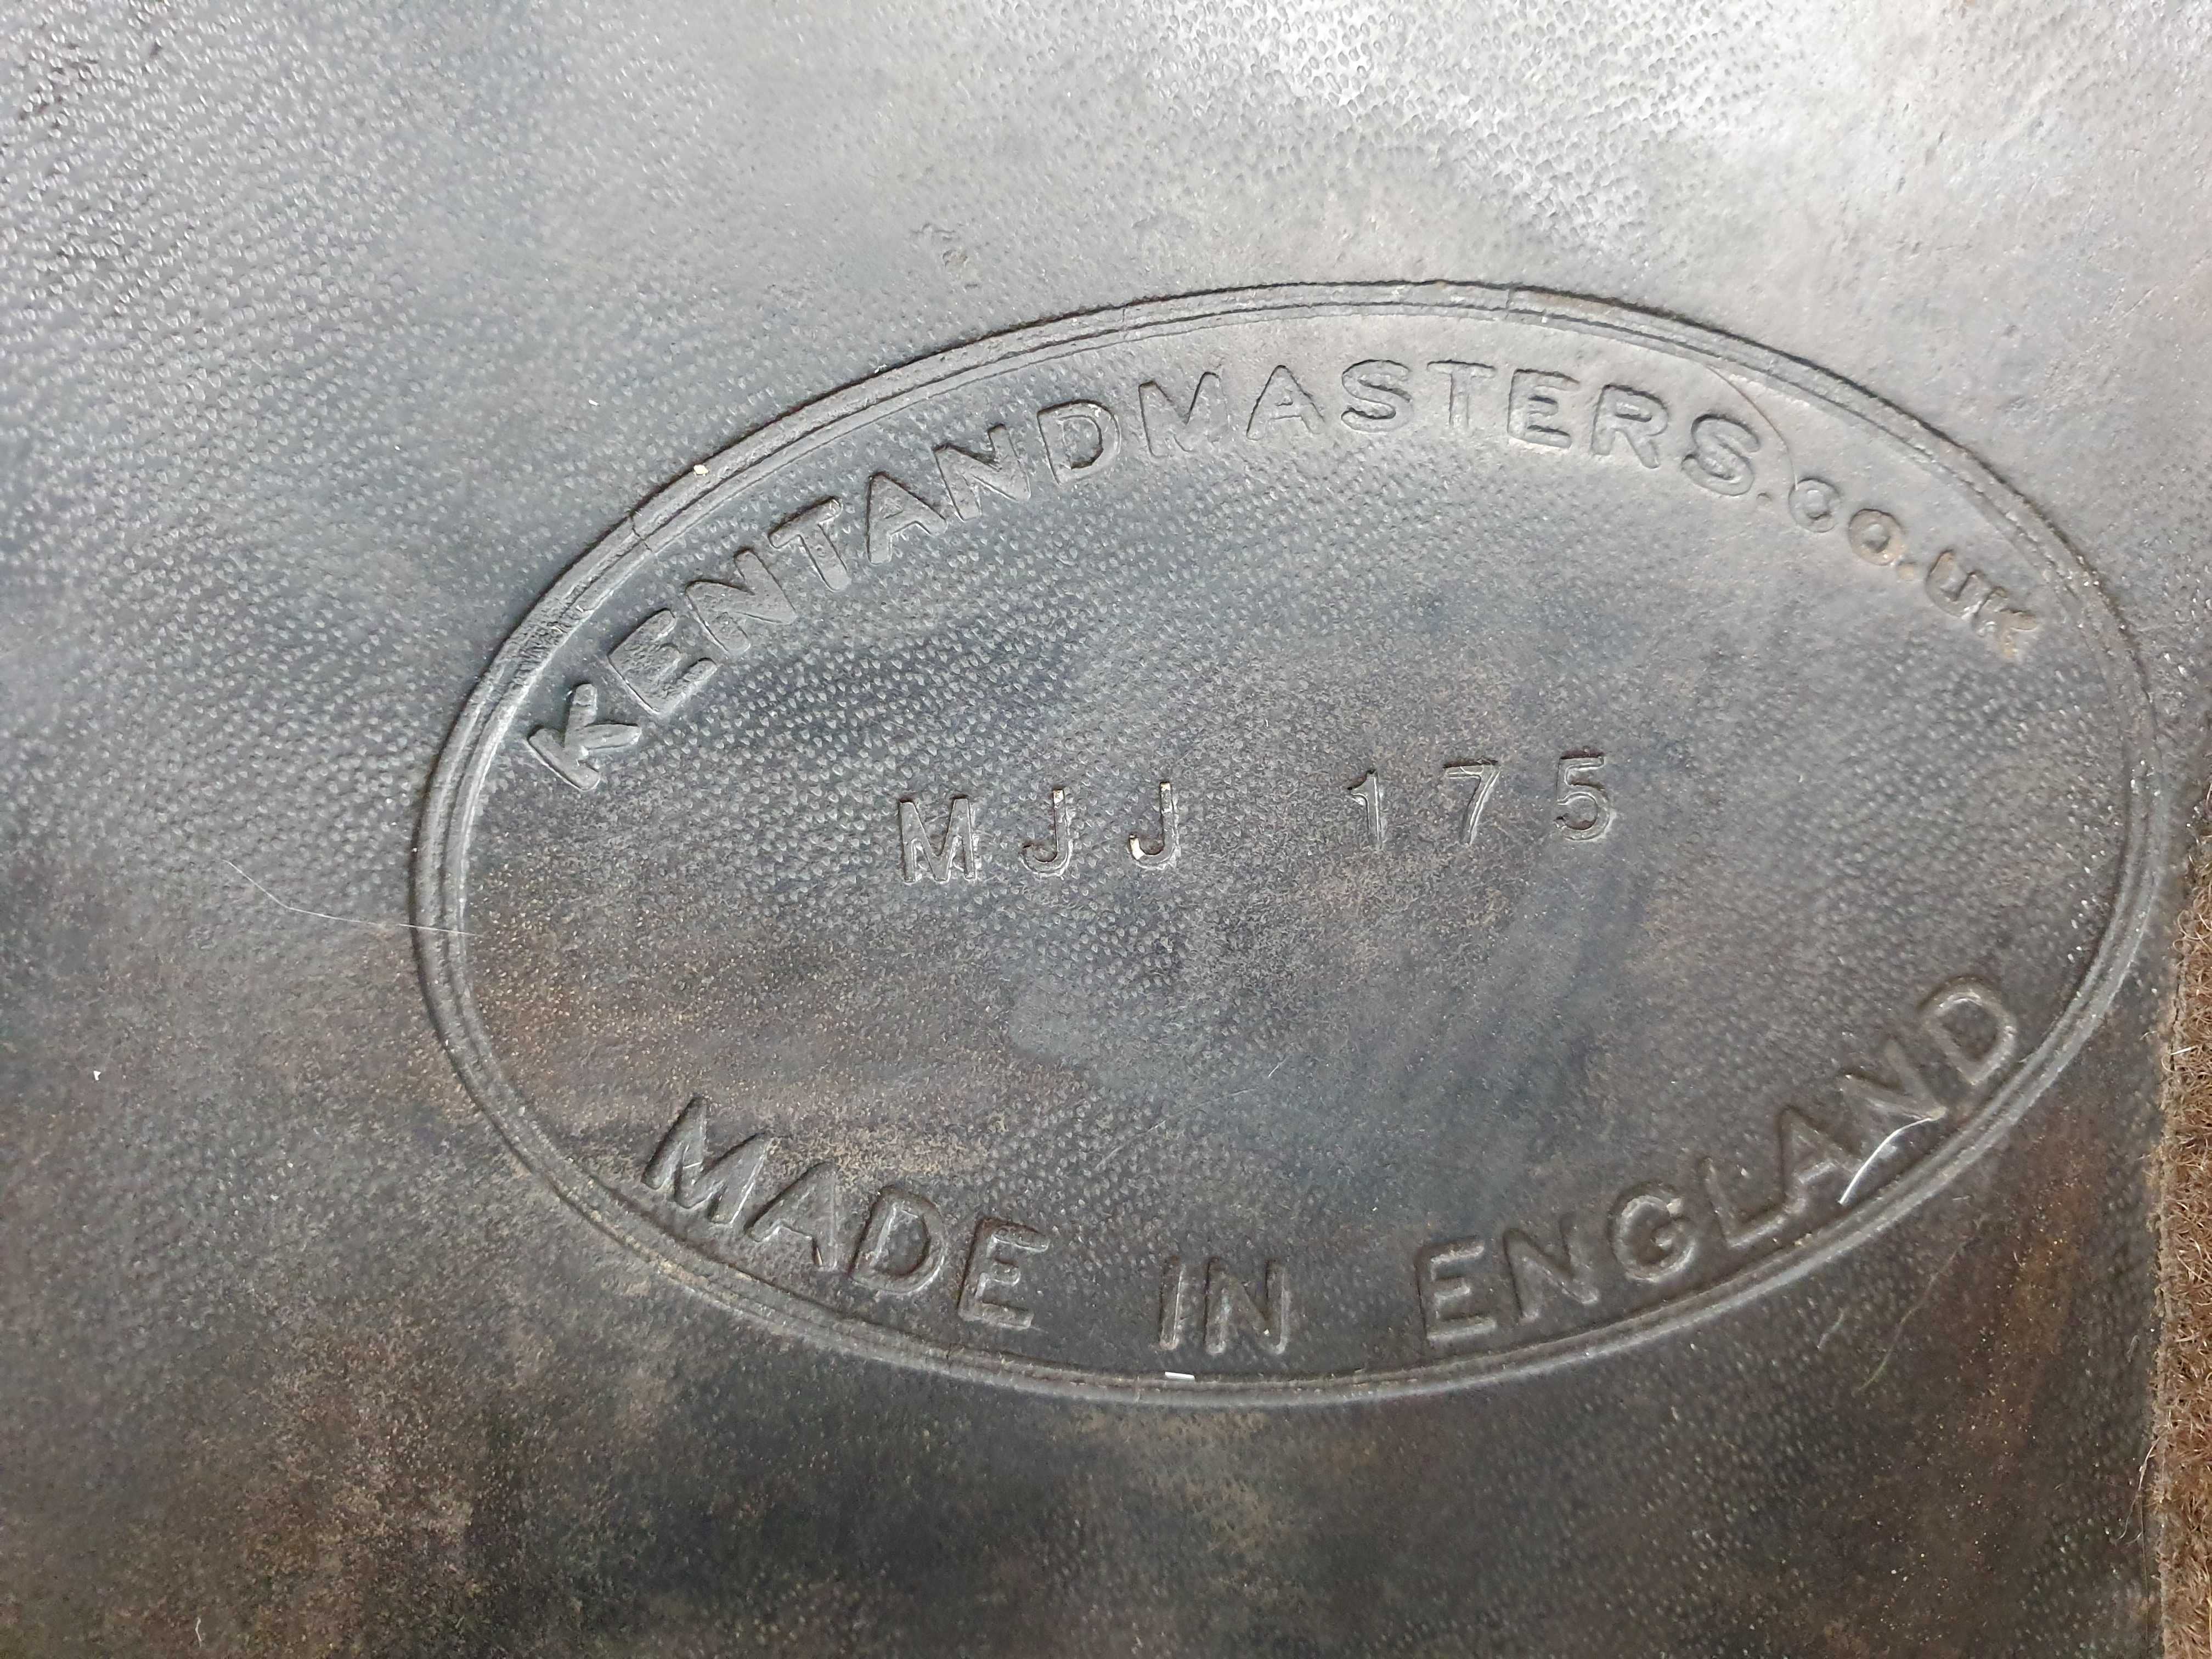 KENTANDMASTERS.CO.UK
MJJ 175
MADE IN ENGLAND